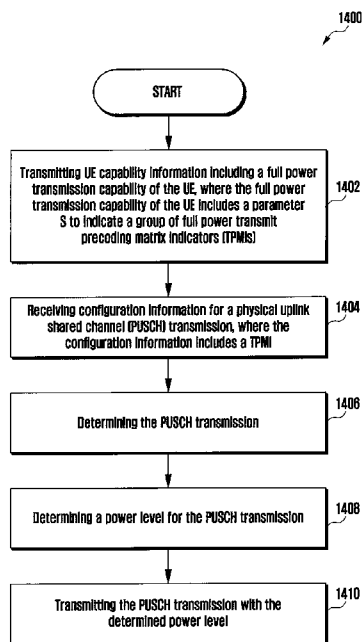 1400
START
Transmitting UE capability information including a full power
transmission capability of the UE, where the full power
transmission capability of the UE includes a parameter
S to indicate a group of full power transmit
precoding matrix indicators (TPMIs)
1402
Receiving configuration information for a physical uplink
shared channel (PUSCH) transmission, where the
configuration information includes a TPMI
1404
Determining the PUSCH transmission
1406
Determining a power level for the PUSCH transmission
1408
Transmitting the PUSCH transmission with the
determined power level
1410